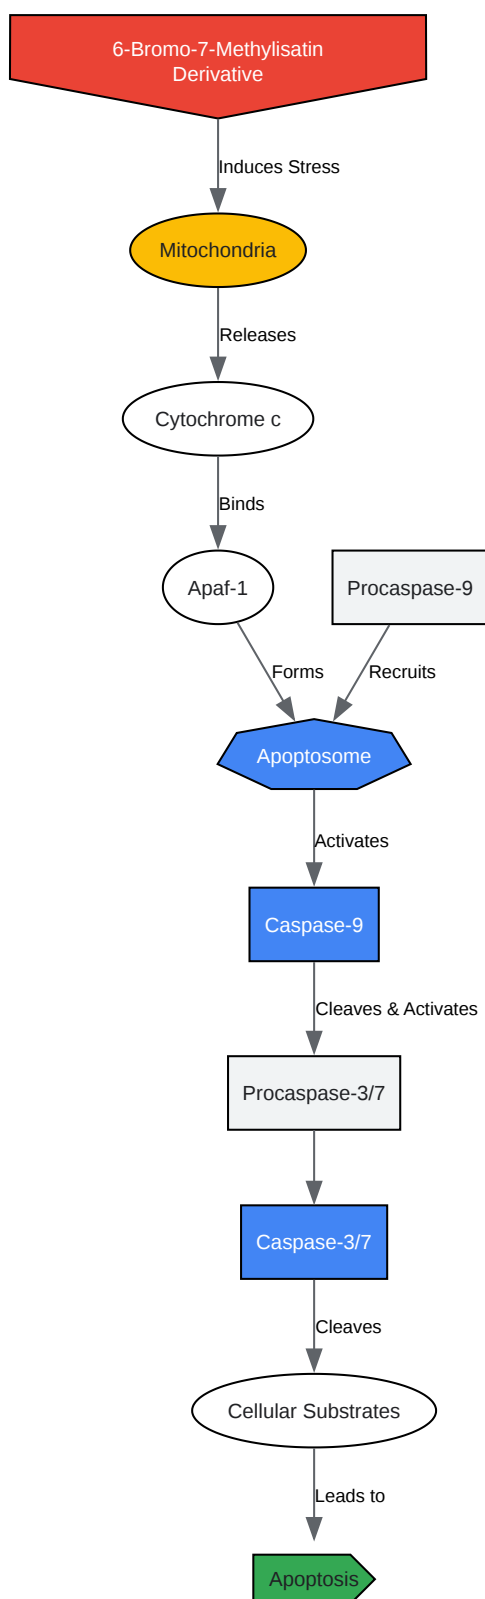 6-Bromo-7-Methylisatin
Derivative
Induces Stress
Mitochondria
Releases
Cytochrome c
Binds
Apaf-1
Procaspase-9
Forms
Recruits
Apoptosome
Activates
Caspase-9
Cleaves & Activates
Procaspase-3/7
Caspase-3/7
Cleaves
Cellular Substrates
Leads to
Apoptosis